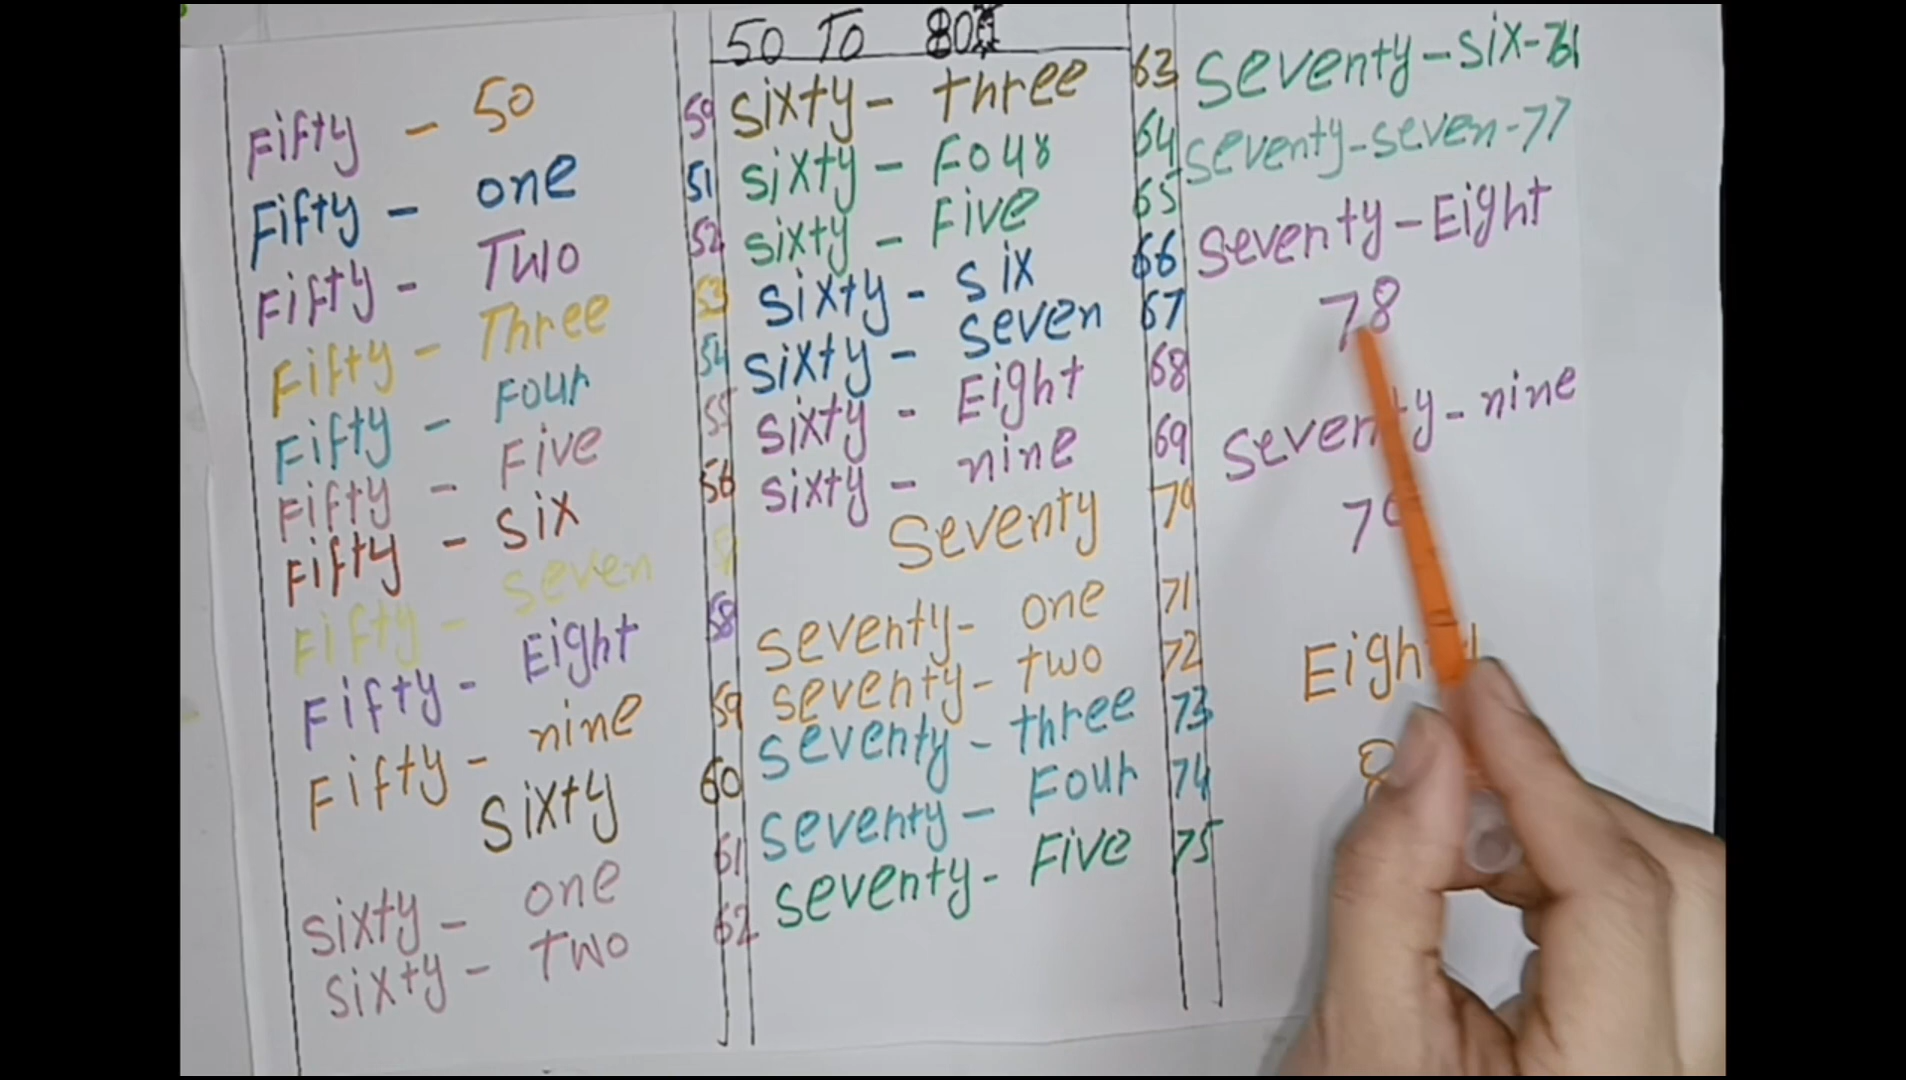 50 TO 80
Fifty - 50 50
Fifty - one 51
Fifty - Two 52
Fifty - Three 53
Fifty - Four 54
Fifty - Five 55
Fifty - six 56
Fifty - seven
Fifty - Eight 58
Fifty - nine 59
Sixty 60
sixty - one 61
sixty - Two 62
sixty - three 63
sixty - Four 64
sixty - Five 65
sixty - six 66
sixty - seven 67
sixty - Eight 68
sixty - nine 69
Seventy 70
seventy - one 71
seventy - two 72
seventy - three 73
seventy - Four 74
seventy - Five 75
Seventy - six - 76
seventy - seven - 77
seventy - Eight
78
seventy - nine